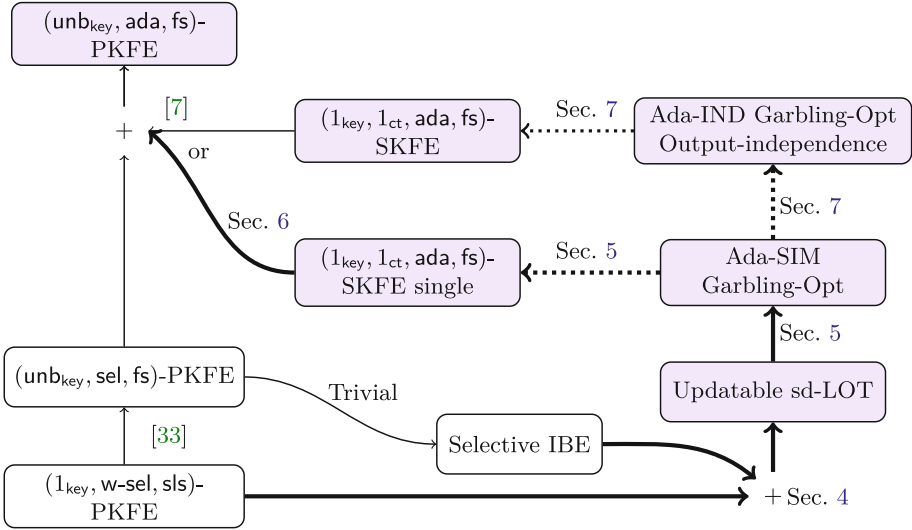 (unb_key, ada, fs)-
PKFE
[7]
+
or
(1_key, 1_ct, ada, fs)-
SKFE
Sec. 7
Ada-IND Garbling-Opt
Output-independence
Sec. 7
Sec. 6
(1_key, 1_ct, ada, fs)-
SKFE single
Sec. 5
Ada-SIM
Garbling-Opt
Sec. 5
(unb_key, sel, fs)-PKFE
Trivial
Updatable sd-LOT
[33]
Selective IBE
(1_key, w-sel, sls)-
PKFE
+ Sec. 4